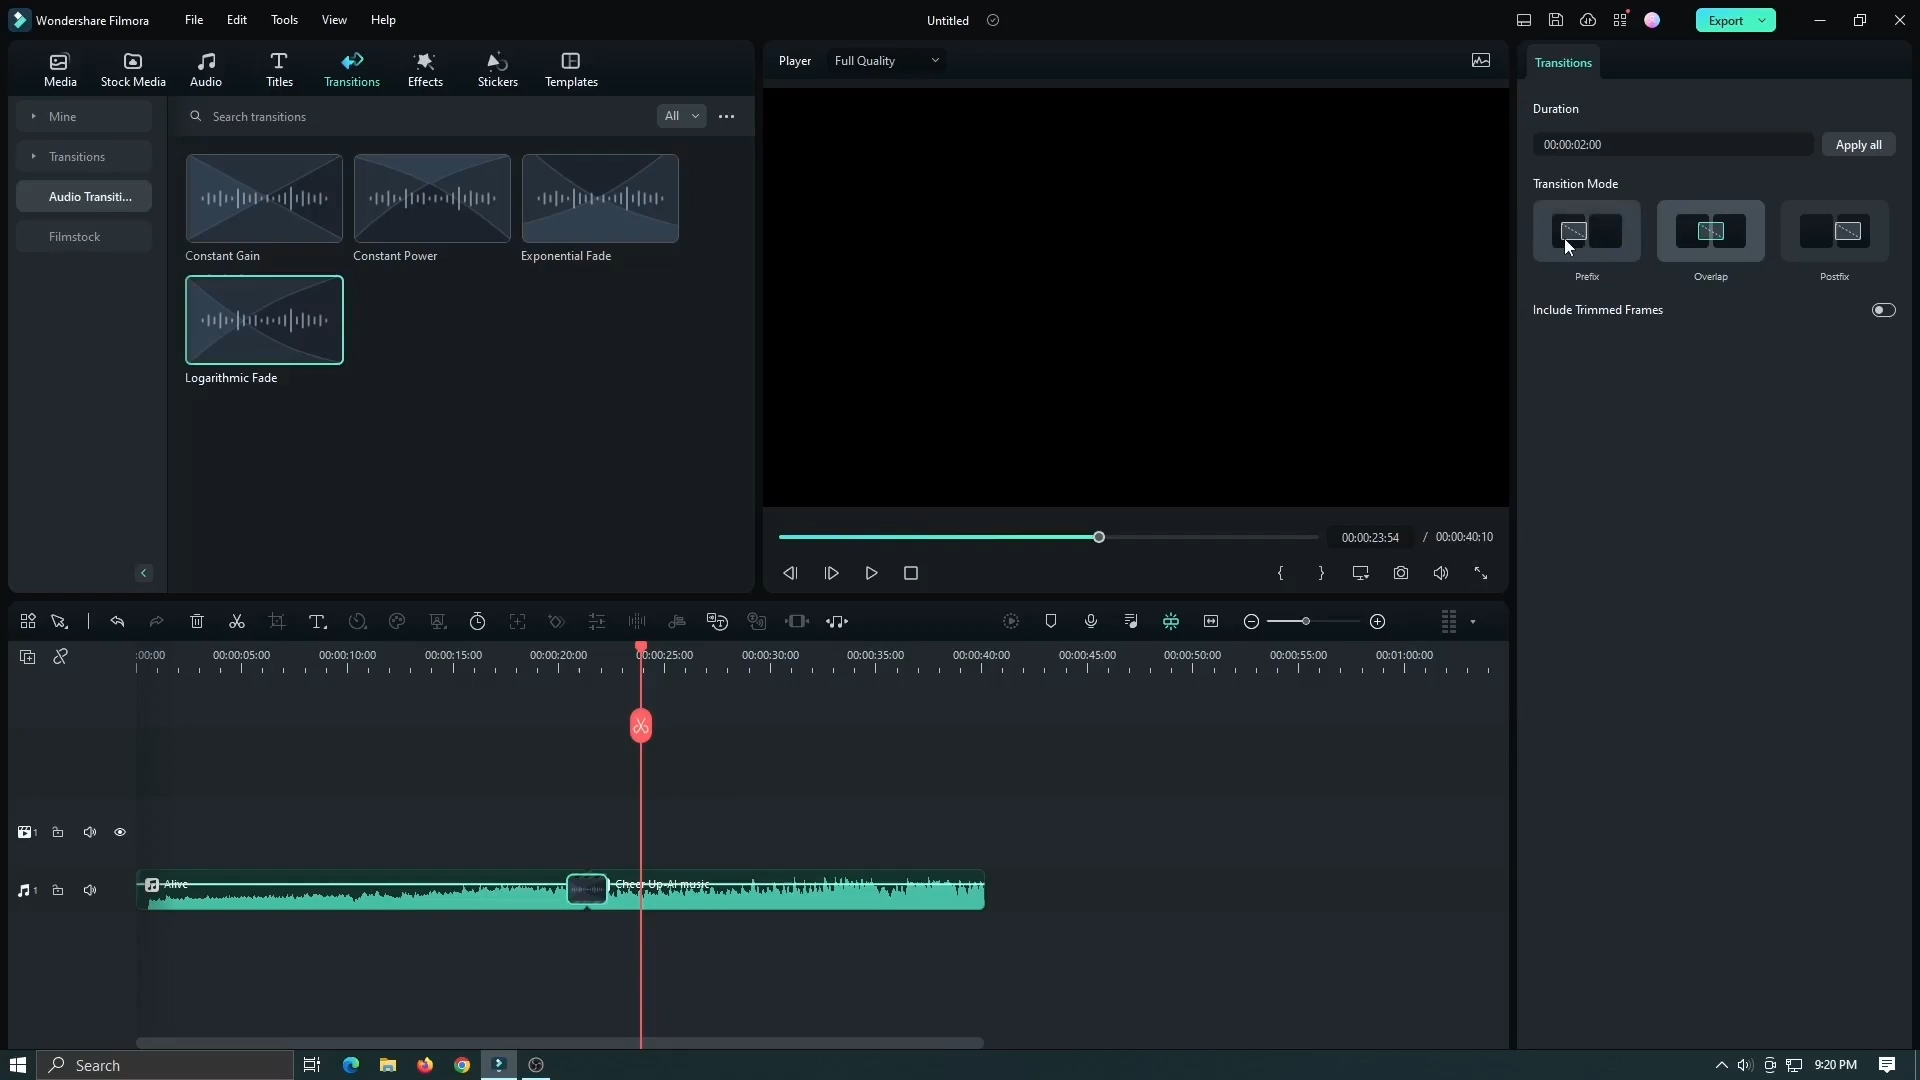 Wondershare Filmora
File
Edit
Tools
View
Help
Untitled
Export
Media
Stock Media
Audio
Titles
Transitions
Effects
Stickers
Templates
Player
Full Quality
Transitions
Mine
Transitions
Audio Transiti...
Filmstock
Search transitions
All
Constant Gain
Constant Power
Exponential Fade
Logarithmic Fade
Duration
00:00:02:00
Apply all
Transition Mode
Prefix
Overlap
Postfix
Include Trimmed Frames
00:00:23:54
/
00:00:40:10
:00:00
00:00:05:00
00:00:10:00
00:00:15:00
00:00:20:00
00:00:25:00
00:00:30:00
00:00:35:00
00:00:40:00
00:00:45:00
00:00:50:00
00:00:55:00
00:01:00:00
1
1
Alive
Cheer Up-AI music
Search
9:20 PM